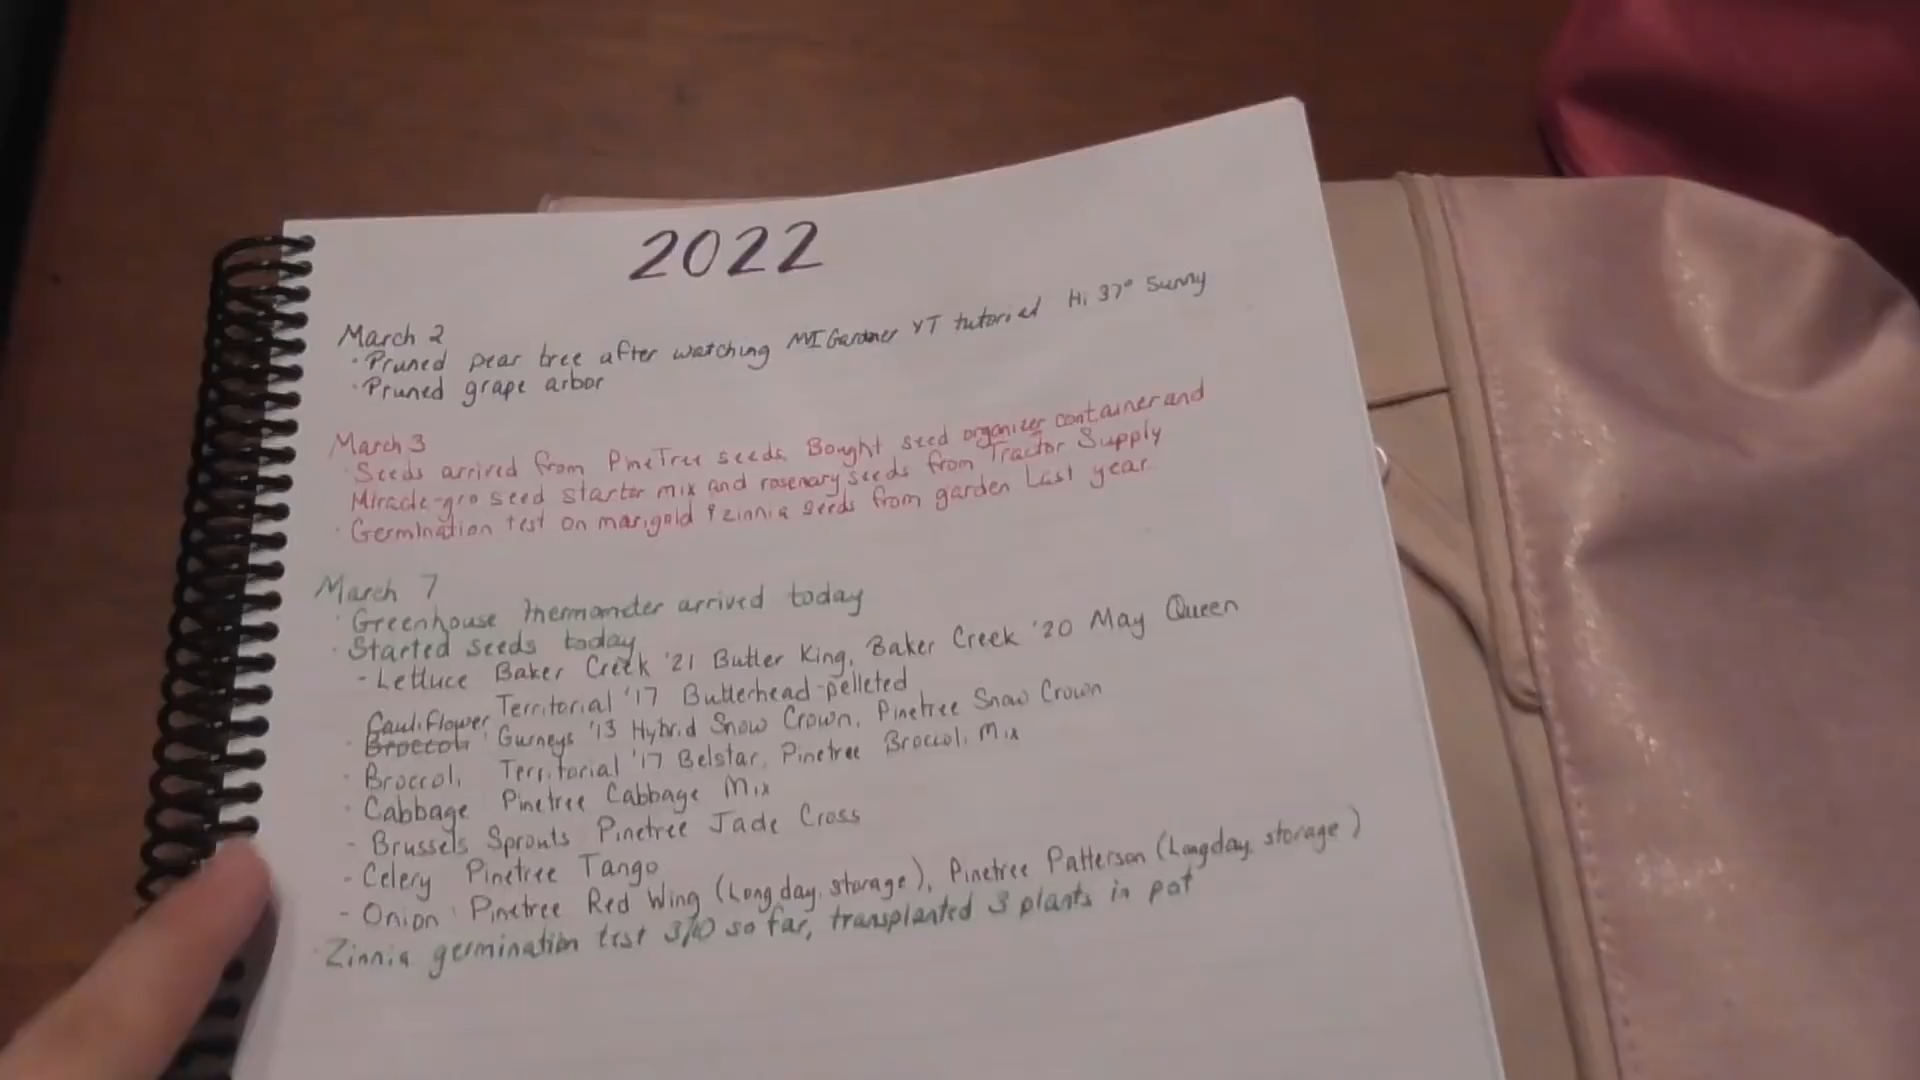 2022
March 2
· Pruned pear tree after watching MIGardner YT tutorial Hi 37° Sunny
· Pruned grape arbor
March 3
· Seeds arrived from PineTree seeds. Bought seed organizer container and
Miracle-gro seed starter mix and rosemary seeds from Tractor Supply
· Germination test on marigold & zinnia seeds from garden last year
March 7
· Greenhouse thermometer arrived today
· Started seeds today
- Lettuce Baker Creek '21 Butter King, Baker Creek '20 May Queen
Territorial '17 Butterhead-pelleted
Cauliflower
- Broccoli Gurneys '13 Hybrid Snow Crown, Pinetree Snow Crown
- Broccoli Territorial '17 Belstar, Pinetree Broccoli Mix
- Cabbage Pinetree Cabbage Mix
- Brussels Sprouts Pinetree Jade Cross
- Celery Pinetree Tango
- Onion Pinetree Red Wing (Long day, storage), Pinetree Patterson (Long day, storage)
· Zinnia germination test 3/10 so far, transplanted 3 plants in pot